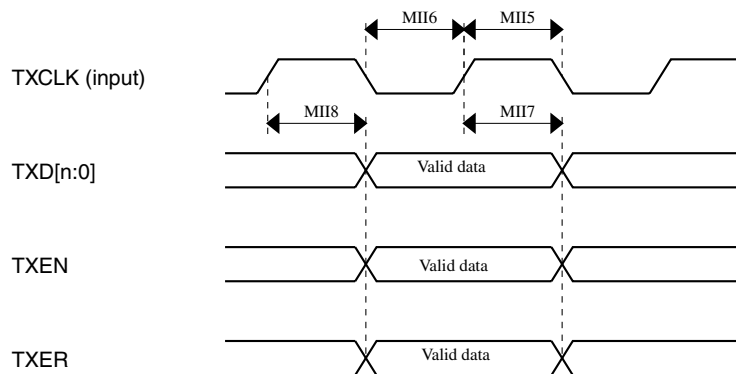 MII6 MII5
TXCLK (input)
MII8 MII7
TXD[n:0] Valid data
TXEN Valid data
TXER Valid data